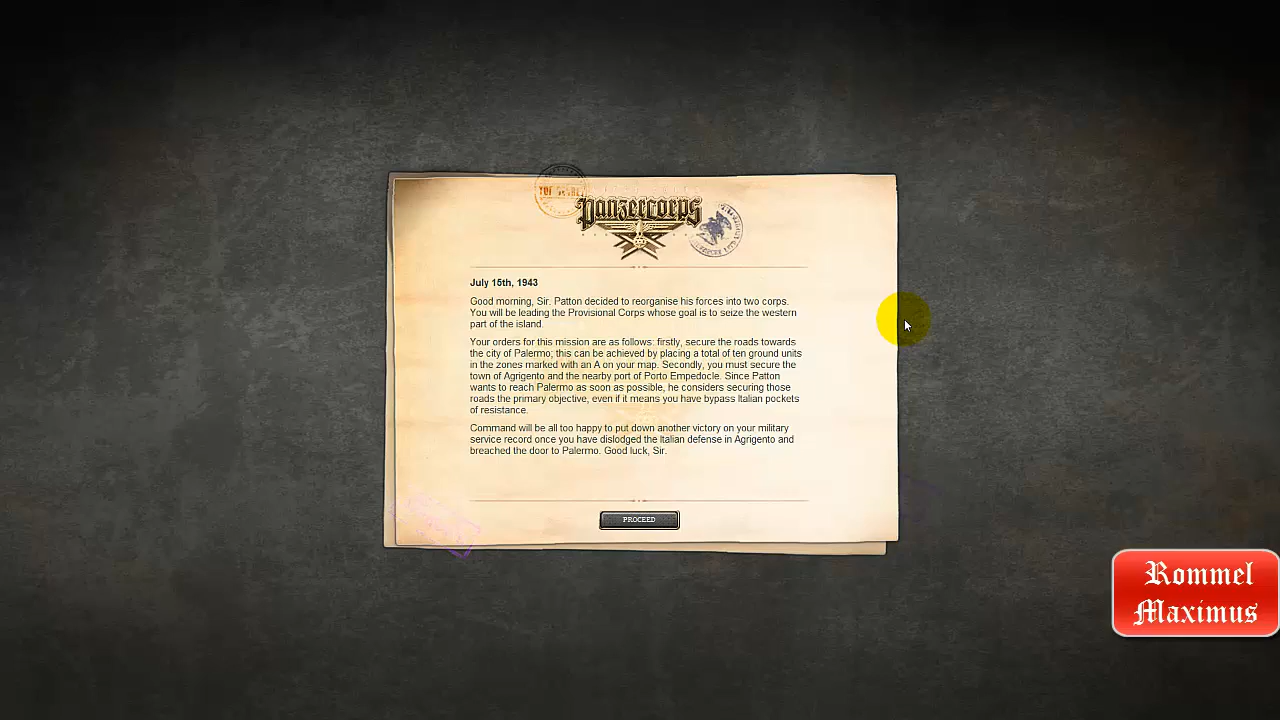 TOP SECRET
Panzercorps
July 15th, 1943
Good morning, Sir. Patton decided to reorganise his forces into two corps.
You will be leading the Provisional Corps whose goal is to seize the western
part of the island.
Your orders for this mission are as follows: firstly, secure the roads towards
the city of Palermo; this can be achieved by placing a total of ten ground units
in the zones marked with an A on your map. Secondly, you must secure the
town of Agrigento and the nearby port of Porto Empedocle. Since Patton
wants to reach Palermo as soon as possible, he considers securing those
roads the primary objective, even if it means you have bypass Italian pockets
of resistance.
Command will be all too happy to put down another victory on your military
service record once you have dislodged the Italian defense in Agrigento and
breached the door to Palermo. Good luck, Sir.
PROCEED
Rommel
Maximus